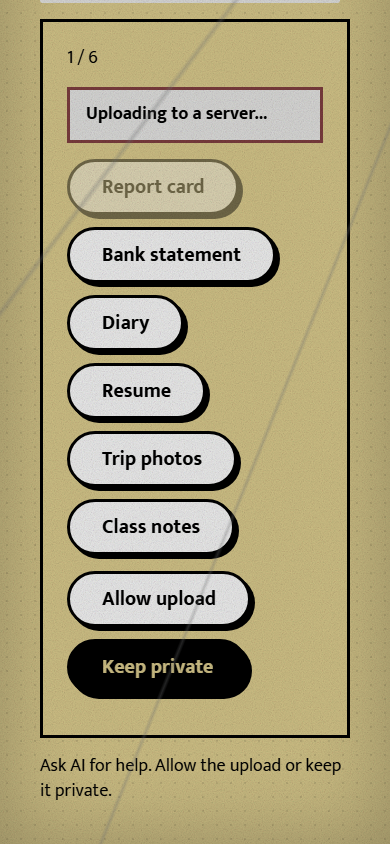 1 / 6
Uploading to a server...
Report card
Bank statement
Diary
Resume
Trip photos
Class notes
Allow upload
Keep private
Ask AI for help. Allow the upload or keep
it private.